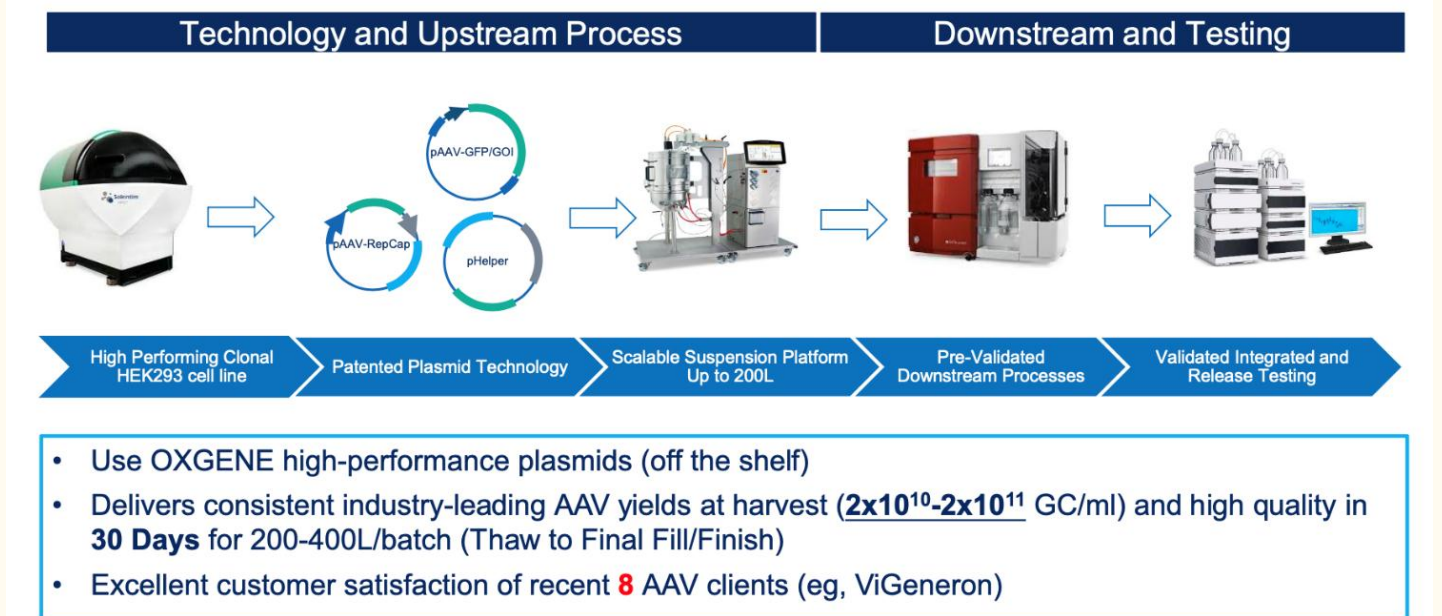 Technology and Upstream Process
Downstream and Testing
pAAV-GFP/GOI
pAAV-RepCap
pHelper
High Performing Clonal
HEK293 cell line
Patented Plasmid Technology
Scalable Suspension Platform
Up to 200L
Pre-Validated
Downstream Processes
Validated Integrated and
Release Testing
• Use OXGENE high-performance plasmids (off the shelf)
• Delivers consistent industry-leading AAV yields at harvest (2x10¹⁰-2x10¹¹ GC/ml) and high quality in
30 Days for 200-400L/batch (Thaw to Final Fill/Finish)
• Excellent customer satisfaction of recent 8 AAV clients (eg, ViGeneron)